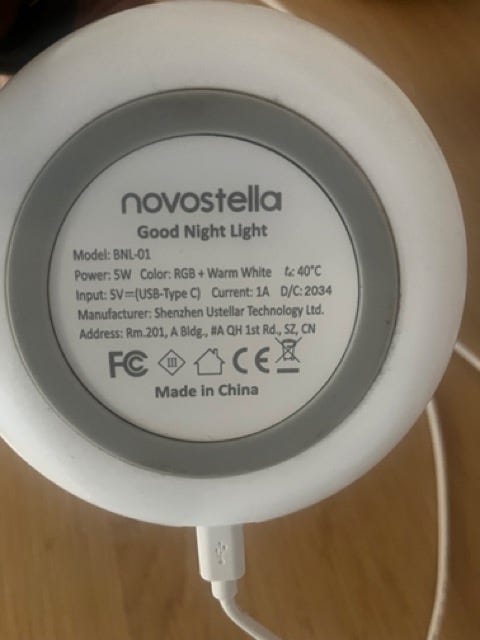 novostella
Good Night Light
Model: BNL-01
Power: 5W Color: RGB + Warm White tₐ: 40°C
Input: 5V⎓(USB-Type C) Current: 1A D/C: 2034
Manufacturer: Shenzhen Ustellar Technology Ltd.
Address: Rm.201, A Bldg., #A QH 1st Rd., SZ, CN
FC III CE
Made in China